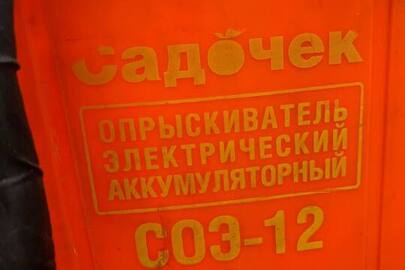 Садочек
ОПРЫСКИВАТЕЛЬ
ЭЛЕКТРИЧЕСКИЙ
АККУМУЛЯТОРНЫЙ
СОЭ-12